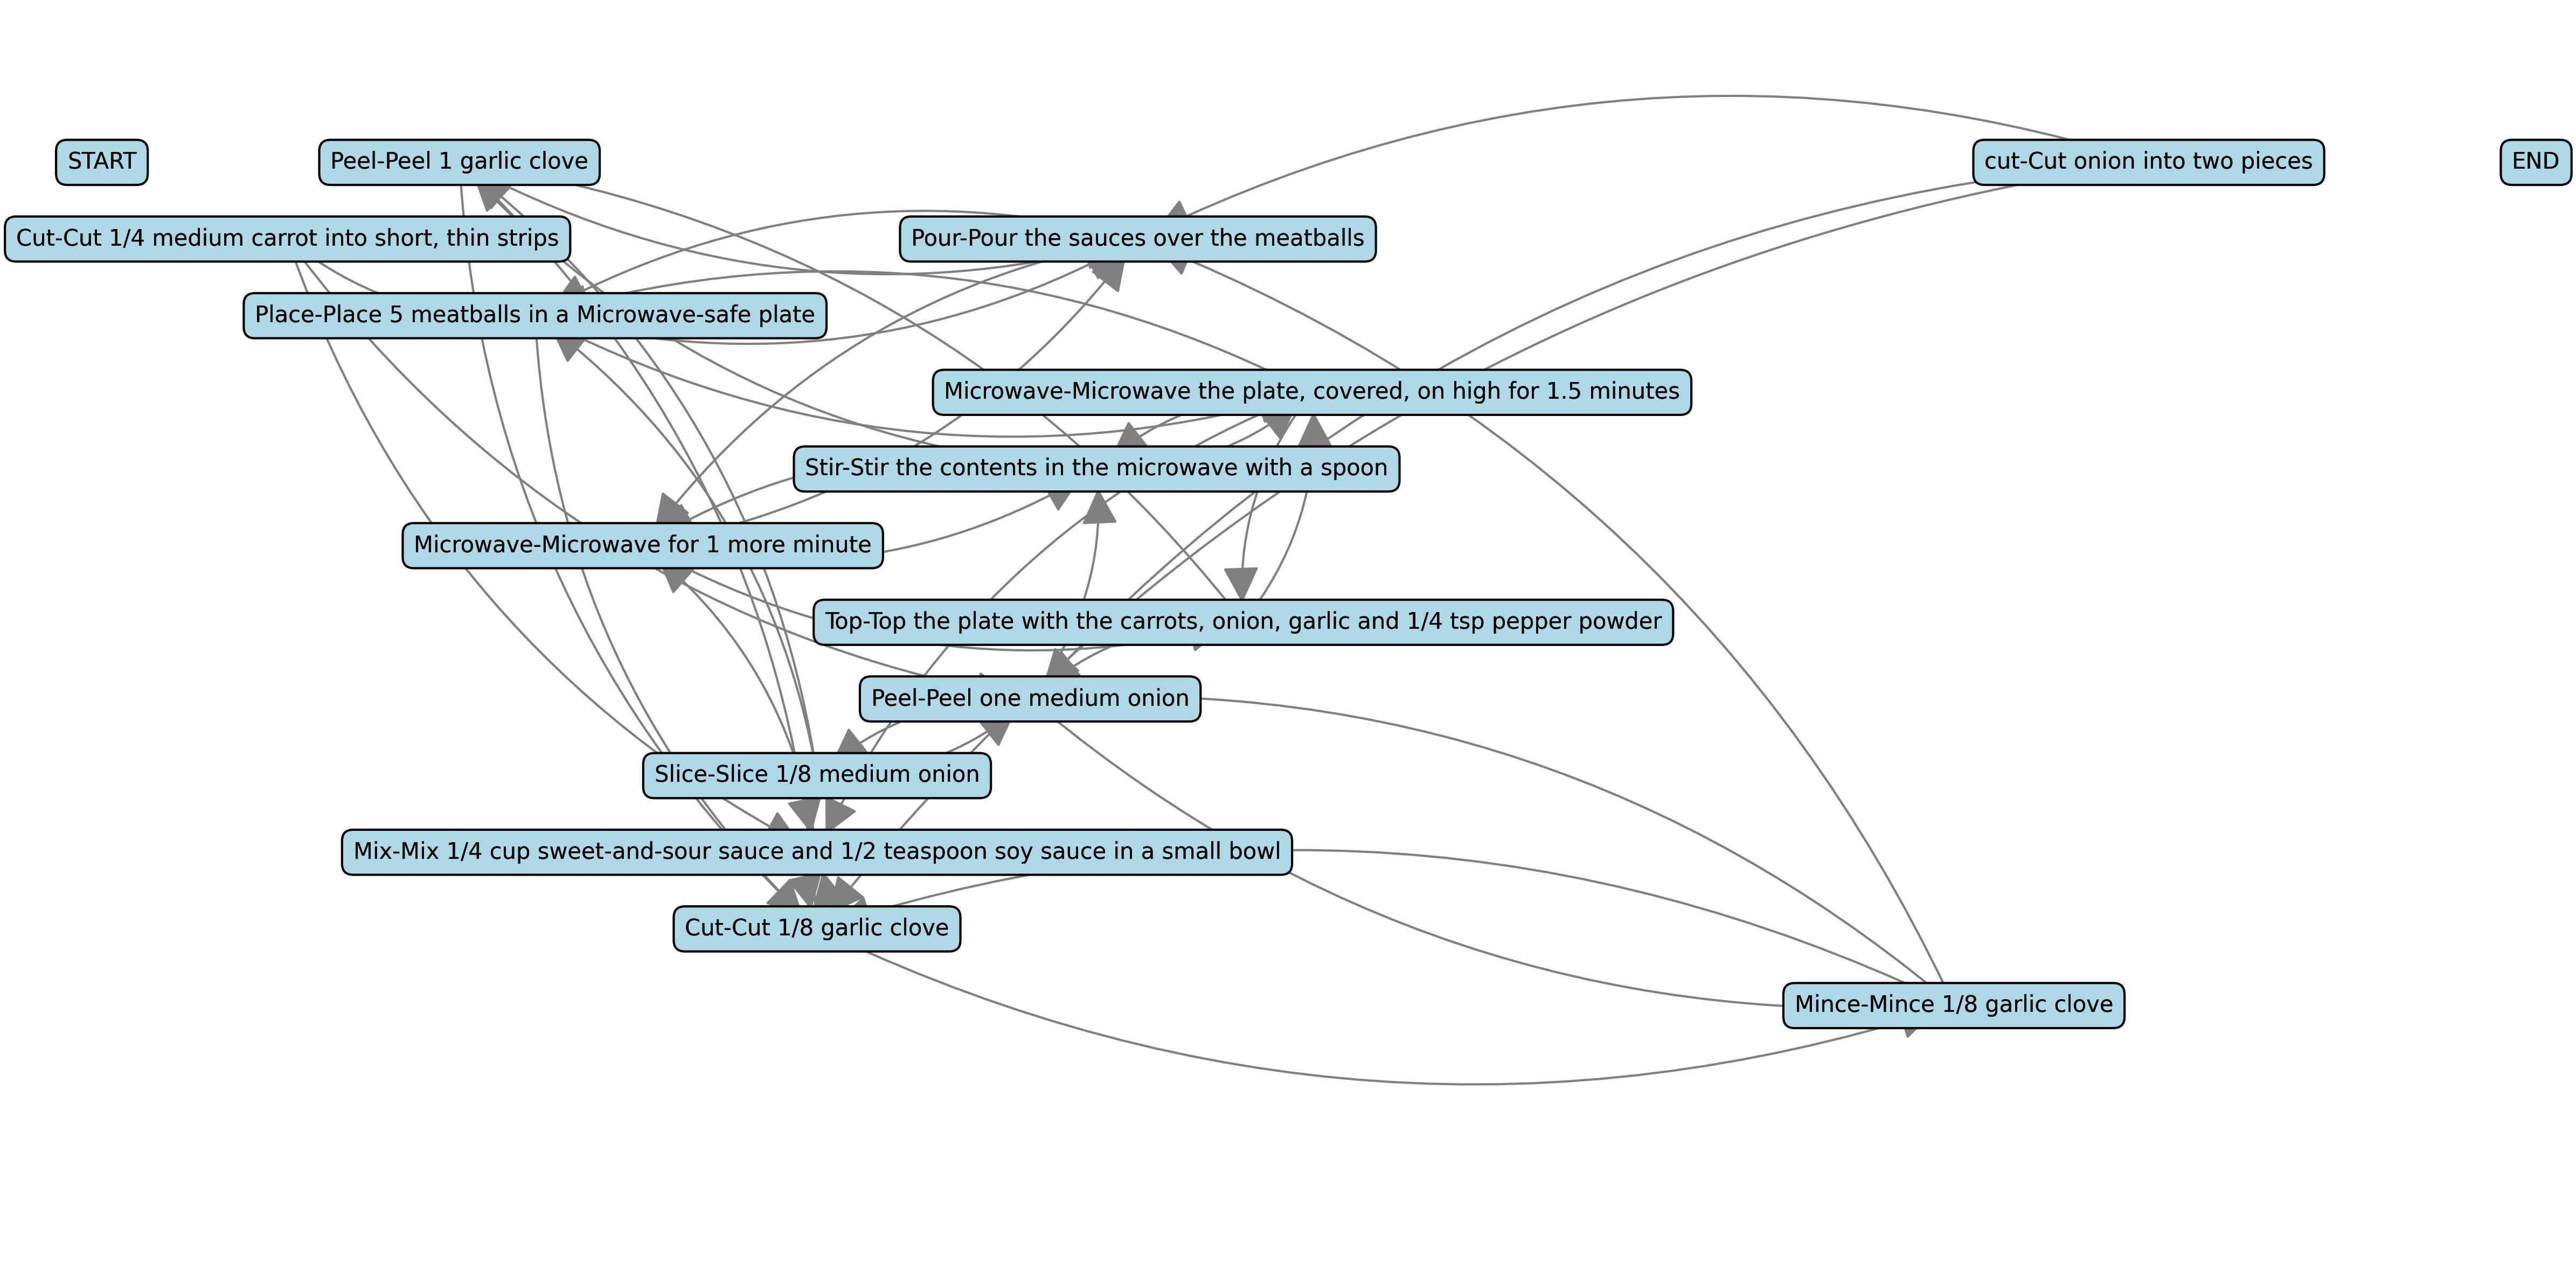 START
Peel-Peel 1 garlic clove
cut-Cut onion into two pieces
END
Cut-Cut 1/4 medium carrot into short, thin strips
Pour-Pour the sauces over the meatballs
Place-Place 5 meatballs in a Microwave-safe plate
Microwave-Microwave the plate, covered, on high for 1.5 minutes
Stir-Stir the contents in the microwave with a spoon
Microwave-Microwave for 1 more minute
Top-Top the plate with the carrots, onion, garlic and 1/4 tsp pepper powder
Peel-Peel one medium onion
Slice-Slice 1/8 medium onion
Mix-Mix 1/4 cup sweet-and-sour sauce and 1/2 teaspoon soy sauce in a small bowl
Cut-Cut 1/8 garlic clove
Mince-Mince 1/8 garlic clove